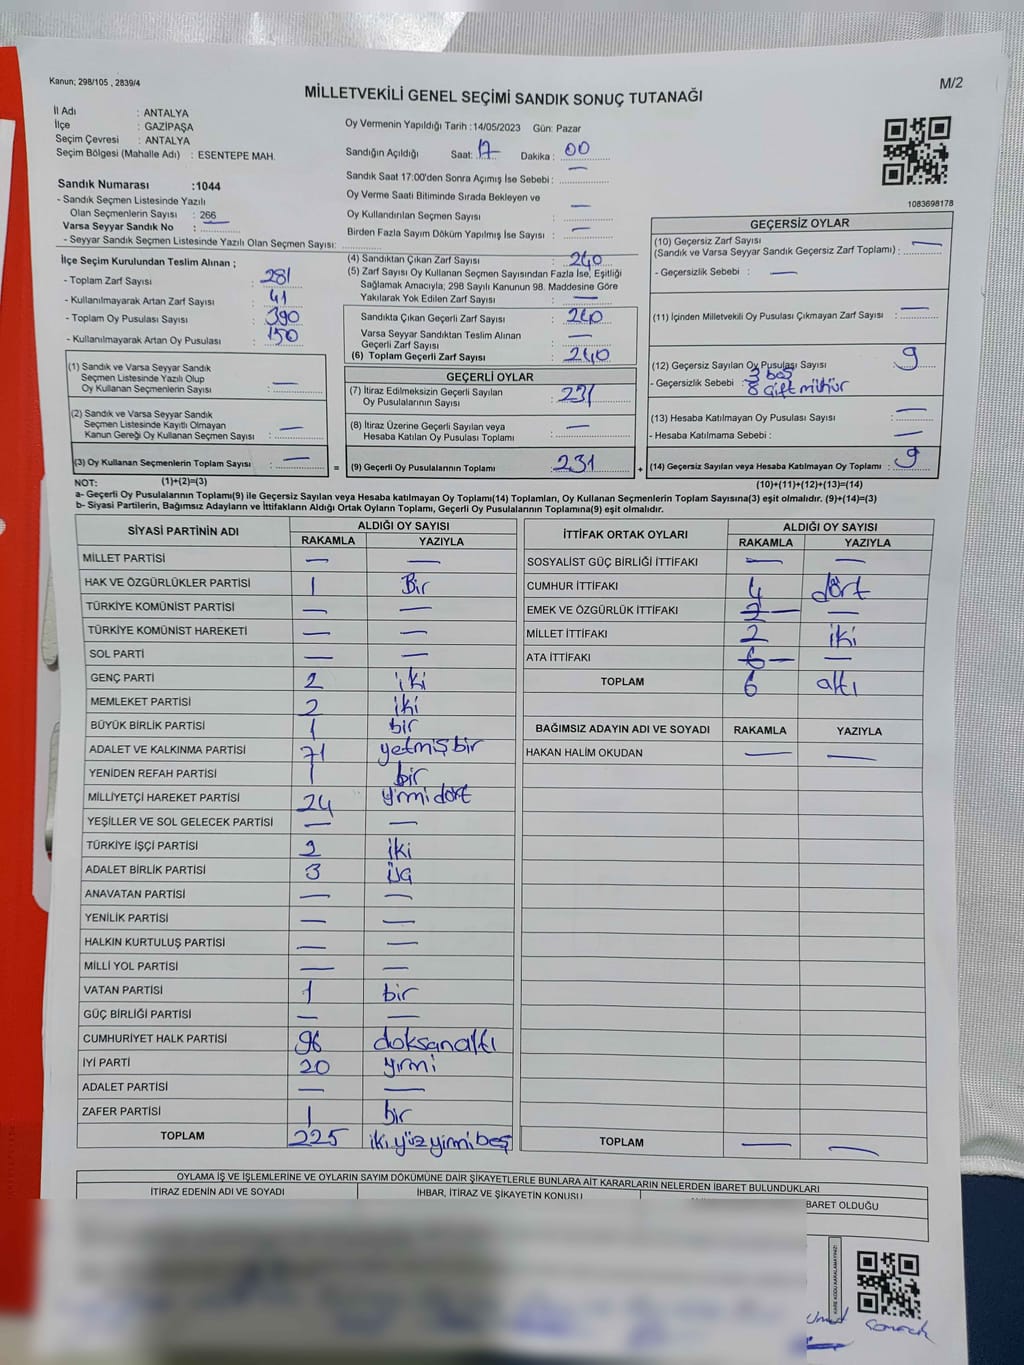 Kanun; 298/105 , 2839/4
M/2
MİLLETVEKİLİ GENEL SEÇİMİ SANDIK SONUÇ TUTANAĞI
İl Adı : ANTALYA
İlçe : GAZİPAŞA
Seçim Çevresi : ANTALYA
Seçim Bölgesi (Mahalle Adı) : ESENTEPE MAH.
Sandık Numarası :1044
- Sandık Seçmen Listesinde Yazılı
Olan Seçmenlerin Sayısı : 266
Varsa Seyyar Sandık No :
- Seyyar Sandık Seçmen Listesinde Yazılı Olan Seçmen Sayısı:
Oy Vermenin Yapıldığı Tarih :14/05/2023 Gün: Pazar
Sandığın Açıldığı Saat: 17 Dakika : 00
Sandık Saat 17:00'den Sonra Açımış İse Sebebi : —
Oy Verme Saati Bitiminde Sırada Bekleyen ve
Oy Kullandırılan Seçmen Sayısı : —
Birden Fazla Sayım Döküm Yapılmış İse Sayısı : —
1083698178
İlçe Seçim Kurulundan Teslim Alınan ;
- Toplam Zarf Sayısı : 281
- Kullanılmayarak Artan Zarf Sayısı : 41
- Toplam Oy Pusulası Sayısı : 390
- Kullanılmayarak Artan Oy Pusulası : 150
(4) Sandıktan Çıkan Zarf Sayısı : 240
(5) Zarf Sayısı Oy Kullanan Seçmen Sayısından Fazla İse, Eşitliği
Sağlamak Amacıyla; 298 Sayılı Kanunun 98. Maddesine Göre
Yakılarak Yok Edilen Zarf Sayısı : —
Sandıkta Çıkan Geçerli Zarf Sayısı : 240
Varsa Seyyar Sandıktan Teslim Alınan
Geçerli Zarf Sayısı : —
(6) Toplam Geçerli Zarf Sayısı : 240
GEÇERSİZ OYLAR
(10) Geçersiz Zarf Sayısı
(Sandık ve Varsa Seyyar Sandık Geçersiz Zarf Toplamı) : —
- Geçersizlik Sebebi : —
(11) İçinden Milletvekili Oy Pusulası Çıkmayan Zarf Sayısı : —
(12) Geçersiz Sayılan Oy Pusulası Sayısı : 9
- Geçersizlik Sebebi : boş
8 çift mühür
(13) Hesaba Katılmayan Oy Pusulası Sayısı : —
- Hesaba Katılmama Sebebi : —
(14) Geçersiz Sayılan veya Hesaba Katılmayan Oy Toplamı : 9
(10)+(11)+(12)+(13)=(14)
(1) Sandık ve Varsa Seyyar Sandık
Seçmen Listesinde Yazılı Olup
Oy Kullanan Seçmenlerin Sayısı : —
(2) Sandık ve Varsa Seyyar Sandık
Seçmen Listesinde Kayıtlı Olmayan
Kanun Gereği Oy Kullanan Seçmen Sayısı : —
(3) Oy Kullanan Seçmenlerin Toplam Sayısı : — =
(1)+(2)=(3)
GEÇERLİ OYLAR
(7) İtiraz Edilmeksizin Geçerli Sayılan
Oy Pusulalarının Sayısı : 231
(8) İtiraz Üzerine Geçerli Sayılan veya
Hesaba Katılan Oy Pusulası Toplamı : —
(9) Geçerli Oy Pusulalarının Toplamı : 231 +
NOT:
a- Geçerli Oy Pusulalarının Toplamı(9) ile Geçersiz Sayılan veya Hesaba katılmayan Oy Toplamı(14) Toplamları, Oy Kullanan Seçmenlerin Toplam Sayısına(3) eşit olmalıdır. (9)+(14)=(3)
b- Siyasi Partilerin, Bağımsız Adayların ve İttifakların Aldığı Ortak Oyların Toplamı, Geçerli Oy Pusulalarının Toplamına(9) eşit olmalıdır.
SİYASİ PARTİNİN ADI ALDIĞI OY SAYISI
RAKAMLA YAZIYLA
MİLLET PARTİSİ — —
HAK VE ÖZGÜRLÜKLER PARTİSİ 1 Bir
TÜRKİYE KOMÜNİST PARTİSİ — —
TÜRKİYE KOMÜNİST HAREKETİ — —
SOL PARTİ — —
GENÇ PARTİ 2 iki
MEMLEKET PARTİSİ 2 iki
BÜYÜK BİRLİK PARTİSİ 1 bir
ADALET VE KALKINMA PARTİSİ 71 yetmiş bir
YENİDEN REFAH PARTİSİ 1 bir
MİLLİYETÇİ HAREKET PARTİSİ 24 yirmi dört
YEŞİLLER VE SOL GELECEK PARTİSİ — —
TÜRKİYE İŞÇİ PARTİSİ 2 iki
ADALET BİRLİK PARTİSİ 3 üç
ANAVATAN PARTİSİ — —
YENİLİK PARTİSİ — —
HALKIN KURTULUŞ PARTİSİ — —
MİLLİ YOL PARTİSİ — —
VATAN PARTİSİ 1 bir
GÜÇ BİRLİĞİ PARTİSİ — —
CUMHURİYET HALK PARTİSİ 96 doksan altı
İYİ PARTİ 20 yirmi
ADALET PARTİSİ — —
ZAFER PARTİSİ 1 bir
TOPLAM 225 iki yüz yirmi beş
İTTİFAK ORTAK OYLARI ALDIĞI OY SAYISI
RAKAMLA YAZIYLA
SOSYALİST GÜÇ BİRLİĞİ İTTİFAKI — —
CUMHUR İTTİFAKI 4 dört
EMEK VE ÖZGÜRLÜK İTTİFAKI — —
MİLLET İTTİFAKI 2 iki
ATA İTTİFAKI — —
TOPLAM 6 altı
BAĞIMSIZ ADAYIN ADI VE SOYADI RAKAMLA YAZIYLA
HAKAN HALİM OKUDAN — —
TOPLAM — —
OYLAMA İŞ VE İŞLEMLERİNE VE OYLARIN SAYIM DÖKÜMÜNE DAİR ŞİKAYETLERLE BUNLARA AİT KARARLARIN NELERDEN İBARET BULUNDUKLARI
İTİRAZ EDENİN ADI VE SOYADI İHBAR, İTİRAZ VE ŞİKAYETİN KONUSU BARET OLDUĞU
KARE KODU KARALAMAYINIZ!